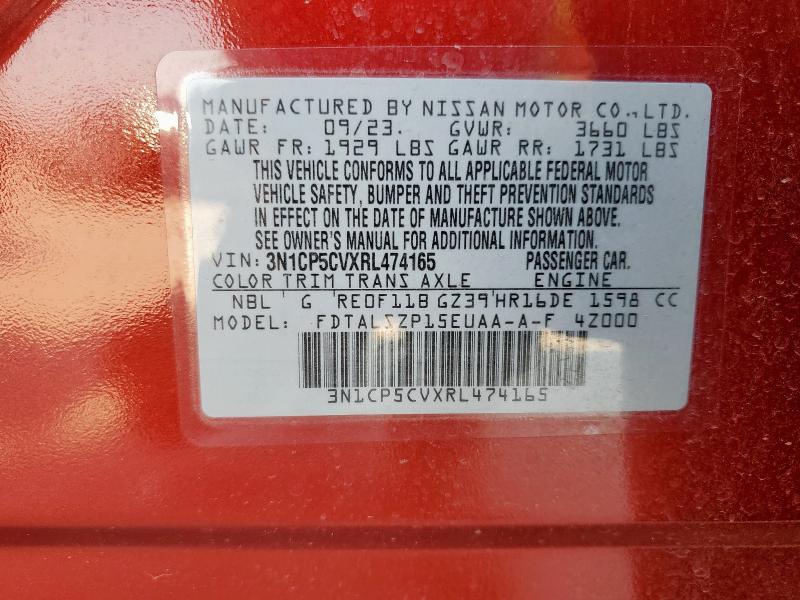 MANUFACTURED BY NISSAN MOTOR CO.,LTD.
DATE: 09/23. GVWR: 3660 LBS
GAWR FR: 1929 LBS GAWR RR: 1731 LBS
THIS VEHICLE CONFORMS TO ALL APPLICABLE FEDERAL MOTOR
VEHICLE SAFETY, BUMPER AND THEFT PREVENTION STANDARDS
IN EFFECT ON THE DATE OF MANUFACTURE SHOWN ABOVE.
SEE OWNER'S MANUAL FOR ADDITIONAL INFORMATION.
VIN: 3N1CP5CVXRL474165 PASSENGER CAR.
COLOR TRIM TRANS AXLE ENGINE
NBL G RE0F11B GZ39 HR16DE 1598 CC
MODEL: FDTALSZP15EUAA-A-F 4Z000
3N1CP5CVXRL474165